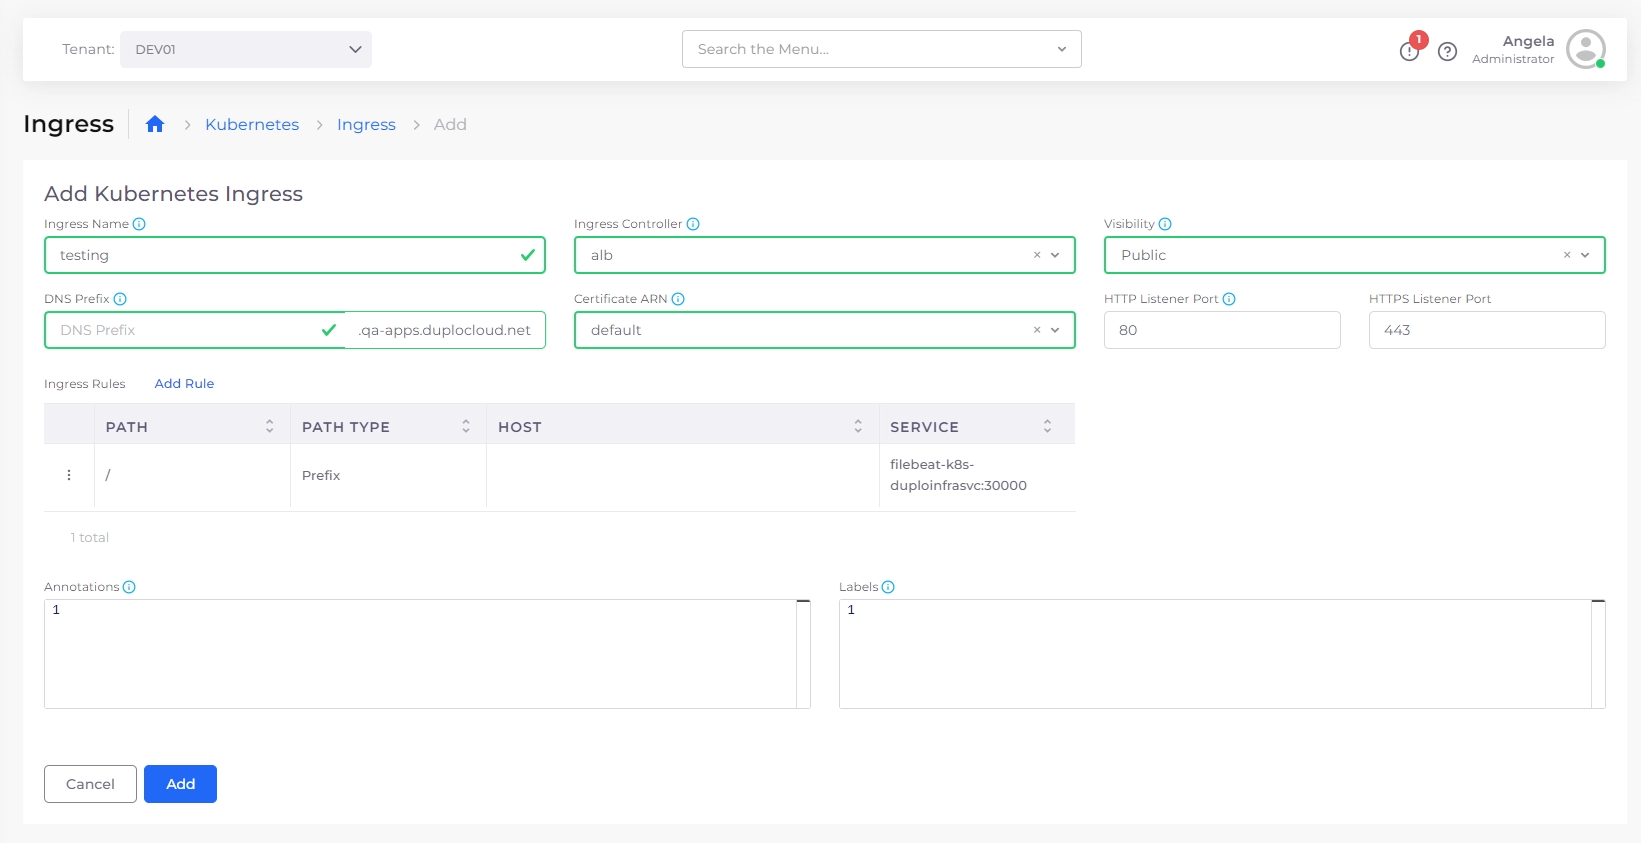 Tenant: DEV01
Search the Menu...
1
Angela
Administrator
Ingress
Kubernetes
Ingress
Add
Add Kubernetes Ingress
Ingress Name
Ingress Controller
Visibility
testing
alb
Public
DNS Prefix
Certificate ARN
HTTP Listener Port
HTTPS Listener Port
DNS Prefix
.qa-apps.duplocloud.net
default
80
443
Ingress Rules
Add Rule
PATH
PATH TYPE
HOST
SERVICE
/
Prefix
filebeat-k8s-
duploinfrasvc:30000
1 total
Annotations
Labels
1
1
Cancel
Add